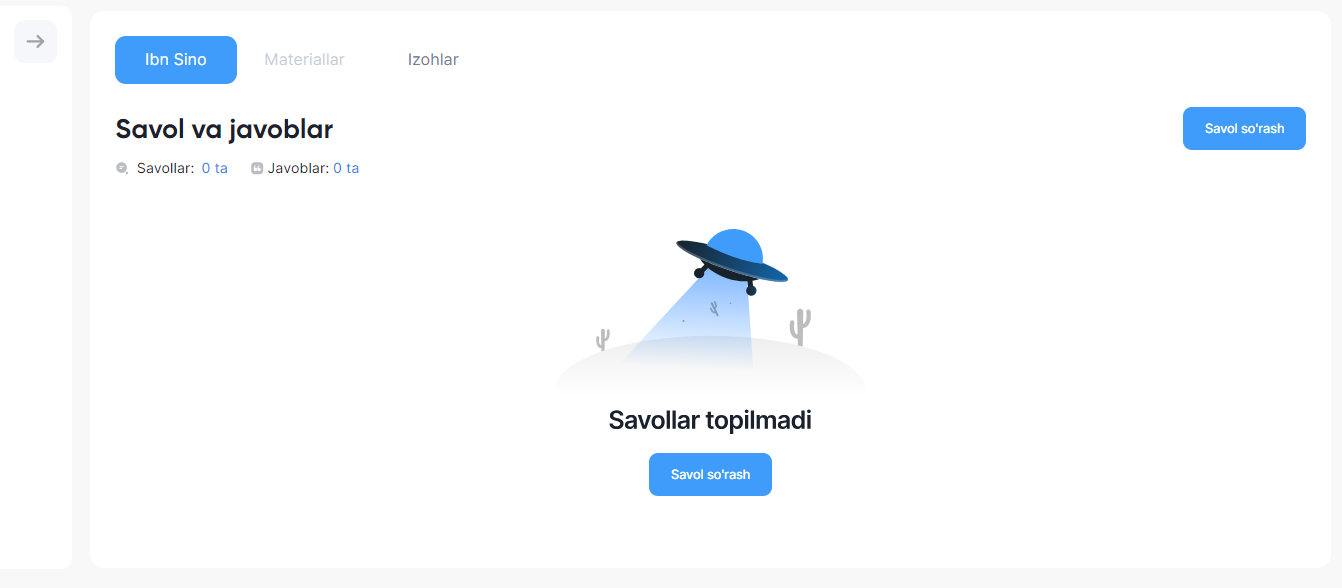 Ibn Sino Materiallar Izohlar
Savol va javoblar
Savol so'rash
Savollar: 0 ta Javoblar: 0 ta
Savollar topilmadi
Savol so'rash